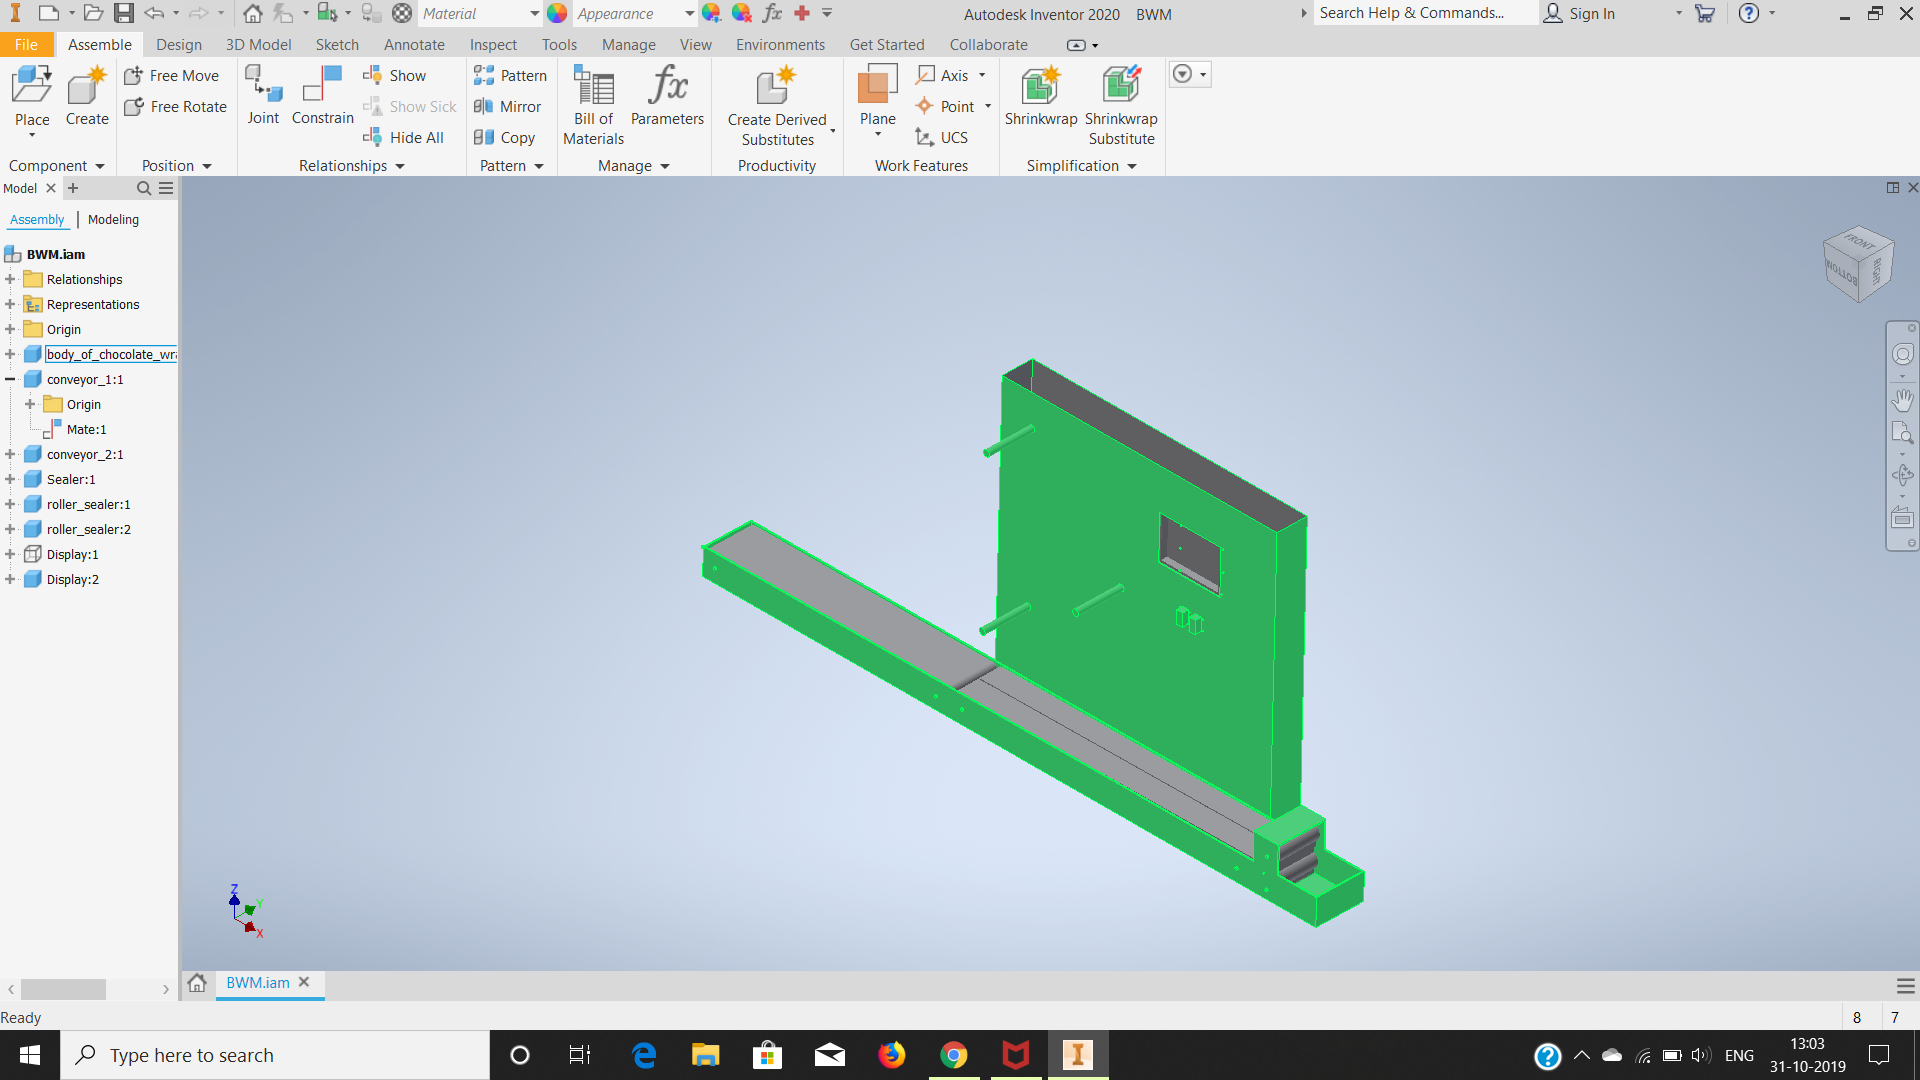 Material
Appearance
Autodesk Inventor 2020 BWM
Search Help & Commands...
Sign In
File Assemble Design 3D Model Sketch Annotate Inspect Tools Manage View Environments Get Started Collaborate
Place
Create
Component
Free Move
Free Rotate
Position
Joint
Constrain
Show
Show Sick
Hide All
Relationships
Pattern
Mirror
Copy
Pattern
Bill of
Materials
fx
Parameters
Manage
Create Derived
Substitutes
Productivity
Plane
Axis
Point
UCS
Work Features
Shrinkwrap
Shrinkwrap
Substitute
Simplification
Model
Assembly | Modeling
BWM.iam
Relationships
Representations
Origin
body_of_chocolate_wra
conveyor_1:1
Origin
Mate:1
conveyor_2:1
Sealer:1
roller_sealer:1
roller_sealer:2
Display:1
Display:2
FRONT
BOTTOM
RIGHT
Z
Y
X
BWM.iam
Ready
8 7
Type here to search
ENG
13:03
31-10-2019